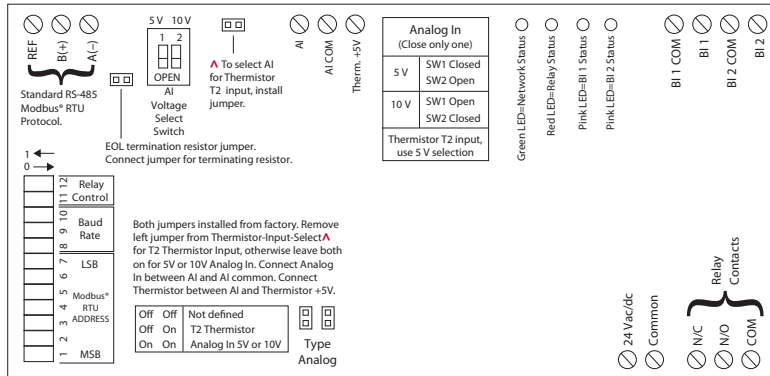 REF
B(+)
A(−)
Standard RS-485
Modbus® RTU
Protocol.
5 V 10 V
1 2
OPEN
AI
Voltage
Select
Switch
^ To select AI
for Thermistor
T2 input, install
jumper.
EOL termination resistor jumper.
Connect jumper for terminating resistor.
AI
AI COM
Therm. +5V
Analog In
(Close only one)
5 V
SW1 Closed
SW2 Open
10 V
SW1 Open
SW2 Closed
Thermistor T2 input,
use 5 V selection
Green LED=Network Status
Red LED=Relay Status
Pink LED=BI 1 Status
Pink LED=BI 2 Status
BI 1 COM
BI 1
BI 2 COM
BI 2
1
0
12
11
Relay
Control
10
9
8
Baud
Rate
7
6
5
4
3
2
1
LSB
Modbus®
RTU
ADDRESS
MSB
Both jumpers installed from factory. Remove
left jumper from Thermistor-Input-Select^
for T2 Thermistor Input, otherwise leave both
on for 5V or 10V Analog In. Connect Analog
In between AI and AI common. Connect
Thermistor between AI and Thermistor +5V.
Off Off Not defined
Off On T2 Thermistor
On On Analog In 5V or 10V
Type
Analog
24 Vac/dc
Common
Relay
Contacts
N/C
N/O
COM